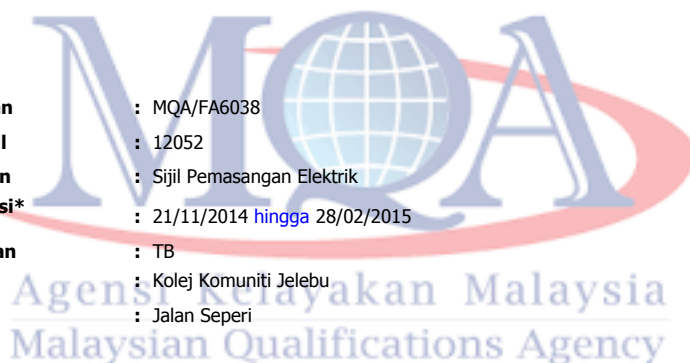 MQA
an : MQA/FA6038
l : 12052
n : Sijil Pemasangan Elektrik
si*
: 21/11/2014 hingga 28/02/2015
an : TB
: Kolej Komuniti Jelebu
: Jalan Seperi
Agensi Kelayakan Malaysia
Malaysian Qualifications Agency